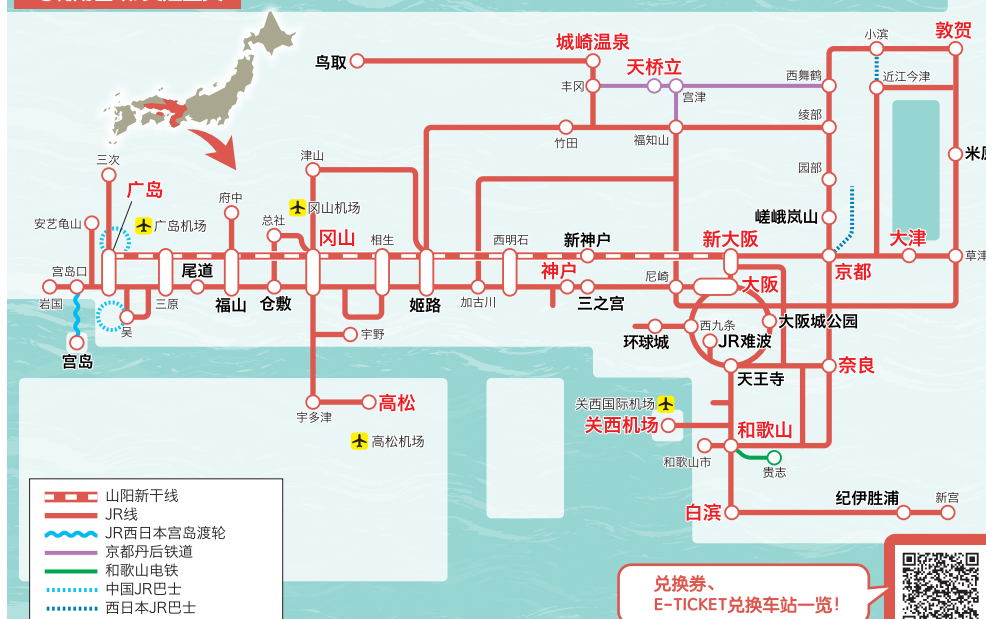 小滨
敦贺
城崎温泉
鸟取
天桥立
西舞鹤
近江今津
丰冈
宫津
绫部
竹田
福知山
三次
津山
园部
广岛
府中
冈山机场
安艺龟山
广岛机场
总社
嵯峨岚山
冈山
相生
西明石
新神户
新大阪
大津
宫岛口
尾道
神户
尼崎
大阪
京都
草津
岩国
三原
福山
仓敷
姬路
加古川
三之宫
吴
宇野
西九条
大阪城公园
环球城
JR难波
宫岛
天王寺
奈良
宇多津
高松
关西国际机场
关西机场
和歌山
高松机场
和歌山市
贵志
白滨
纪伊胜浦
新宫
山阳新干线
JR线
JR西日本宫岛渡轮
京都丹后铁道
和歌山电铁
中国JR巴士
西日本JR巴士
兑换券、
E-TICKET兑换车站一览!